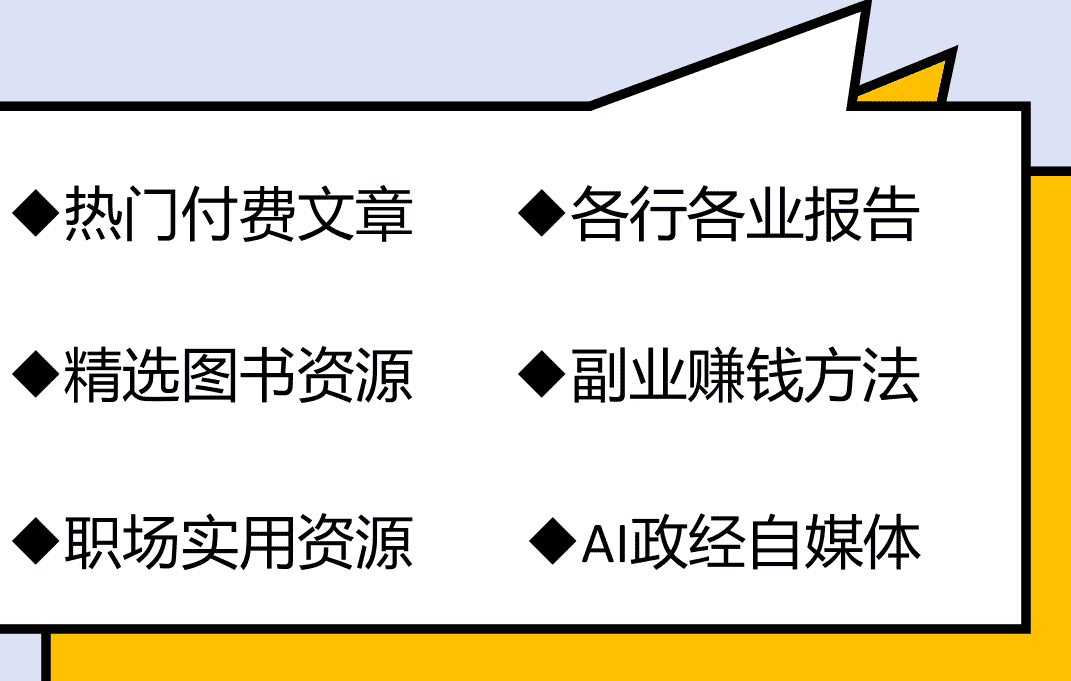 ◆热门付费文章 ◆各行各业报告
◆精选图书资源 ◆副业赚钱方法
◆职场实用资源 ◆AI政经自媒体